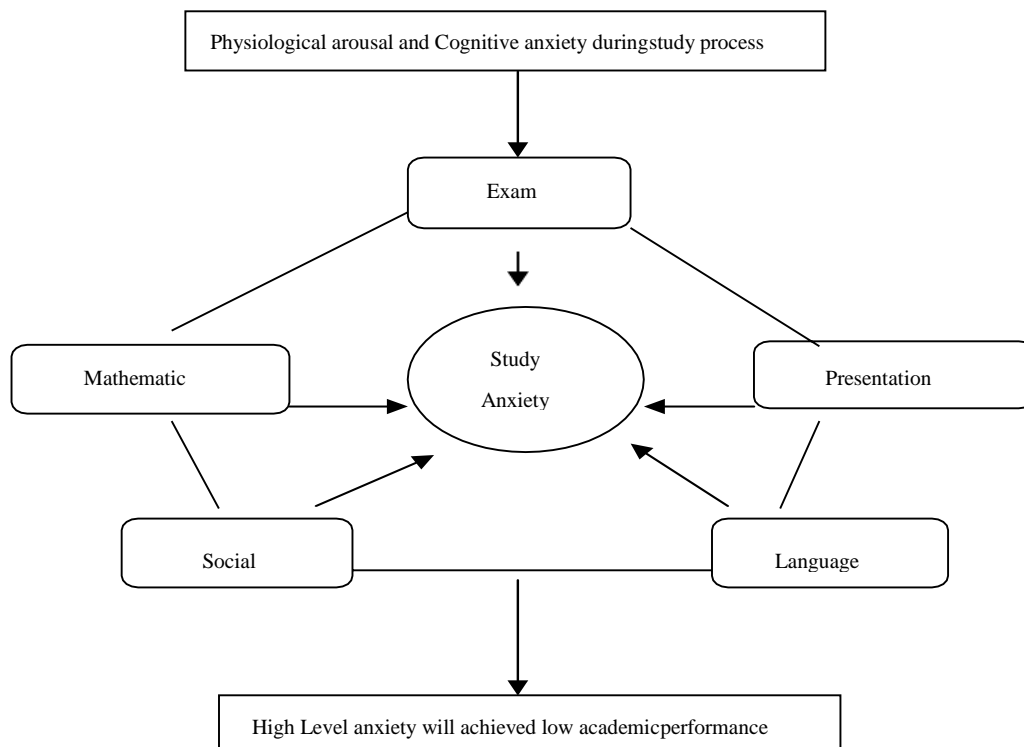 Physiological arousal and Cognitive anxiety duringstudy process
Exam
Study
Anxiety
Mathematic
Presentation
Social
Language
High Level anxiety will achieved low academicperformance